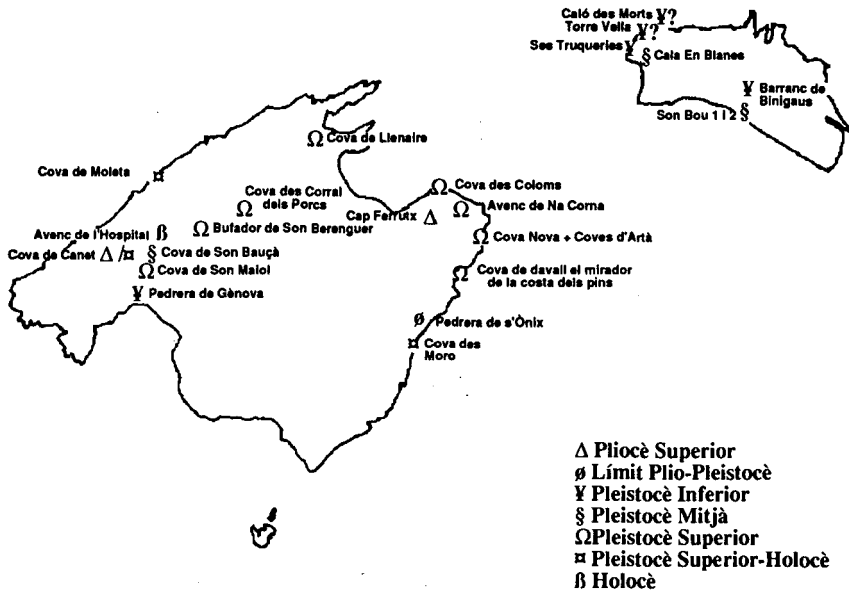 Caló des Morts ¥?
Torre Vella ¥?
Ses Truqueries ¥
§ Cala En Blanes
¥ Barranc de
Binigaus
Son Bou 1 i 2 §
Ω Cova de Llenaire
Cova de Moleta ¤
Cova des Corral
dels Porcs
Ω
Ω Cova des Coloms
Cap Ferrutx Δ
Ω Avenc de Na Corna
Avenc de l'Hospital ß
Ω Bufador de Son Berenguer
Ω Cova Nova + Coves d'Artà
Cova de Canet Δ /¤
§ Cova de Son Bauçà
Ω Cova de Son Maiol
Ω Cova de davall el mirador
de la costa dels pins
¥ Pedrera de Gènova
ø Pedrera de s'Ònix
¤ Cova des
Moro
Δ Pliocè Superior
ø Límit Plio-Pleistocè
¥ Pleistocè Inferior
§ Pleistocè Mitjà
ΩPleistocè Superior
¤ Pleistocè Superior-Holocè
ß Holocè